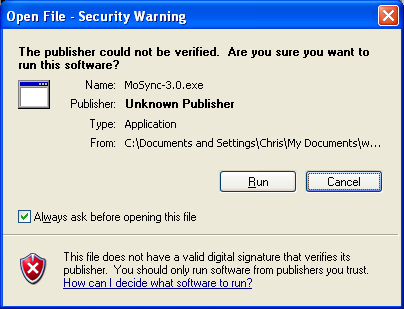 Open File - Security Warning
The publisher could not be verified.  Are you sure you want to
run this software?
Name: MoSync-3.0.exe
Publisher: Unknown Publisher
Type: Application
From: C:\Documents and Settings\Chris\My Documents\w...
Run Cancel
Always ask before opening this file
This file does not have a valid digital signature that verifies its
publisher.  You should only run software from publishers you trust.
How can I decide what software to run?